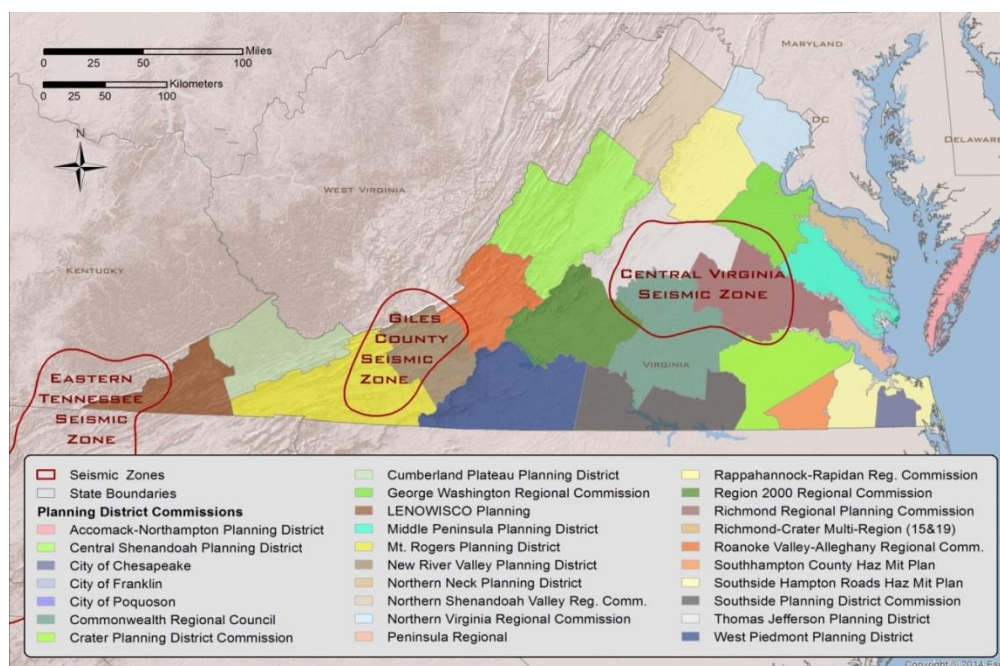 Miles
0 25 50 100
Kilometers
0 25 50 100
N
MARYLAND
DC
DELAWARE
WEST VIRGINIA
KENTUCKY
CENTRAL VIRGINIA
SEISMIC ZONE
GILES
COUNTY
SEISMIC
ZONE
VIRGINIA
EASTERN
TENNESSEE
SEISMIC
ZONE
Seismic Zones
State Boundaries
Planning District Commissions
Accomack-Northampton Planning District
Central Shenandoah Planning District
City of Chesapeake
City of Franklin
City of Poquoson
Commonwealth Regional Council
Crater Planning District Commission
Cumberland Plateau Planning District
George Washington Regional Commission
LENOWISCO Planning
Middle Peninsula Planning District
Mt. Rogers Planning District
New River Valley Planning District
Northern Neck Planning District
Northern Shenandoah Valley Reg. Comm.
Northern Virginia Regional Commission
Peninsula Regional
Rappahannock-Rapidan Reg. Commission
Region 2000 Regional Commission
Richmond Regional Planning Commission
Richmond-Crater Multi-Region (15&19)
Roanoke Valley-Alleghany Regional Comm.
Southhampton County Haz Mit Plan
Southside Hampton Roads Haz Mit Plan
Southside Planning District Commission
Thomas Jefferson Planning District
West Piedmont Planning District
Copyright © 2014